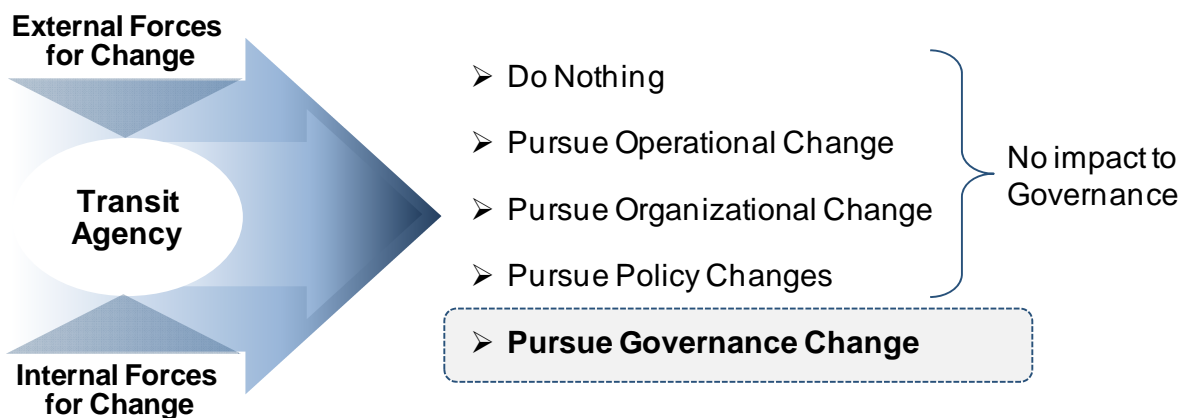 External Forces
for Change
Transit
Agency
Internal Forces
for Change
➢ Do Nothing
➢ Pursue Operational Change
➢ Pursue Organizational Change
➢ Pursue Policy Changes
➢ Pursue Governance Change
No impact to
Governance